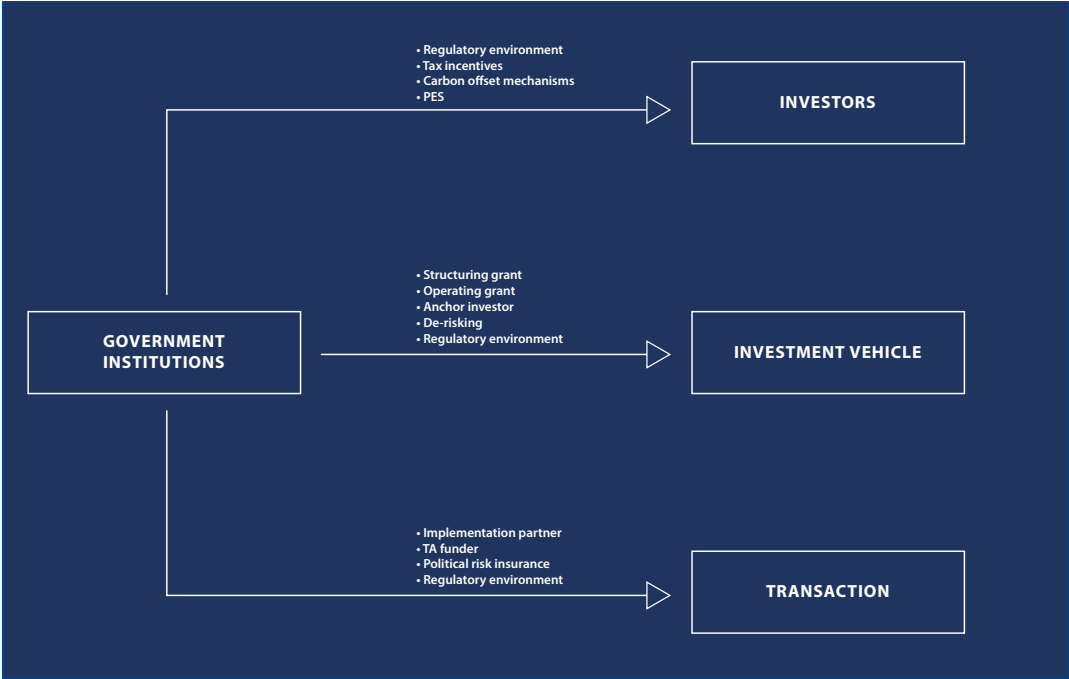 • Regulatory environment
• Tax incentives
• Carbon offset mechanisms
• PES
INVESTORS
• Structuring grant
• Operating grant
• Anchor investor
• De-risking
• Regulatory environment
GOVERNMENT
INSTITUTIONS
INVESTMENT VEHICLE
• Implementation partner
• TA funder
• Political risk insurance
• Regulatory environment
TRANSACTION